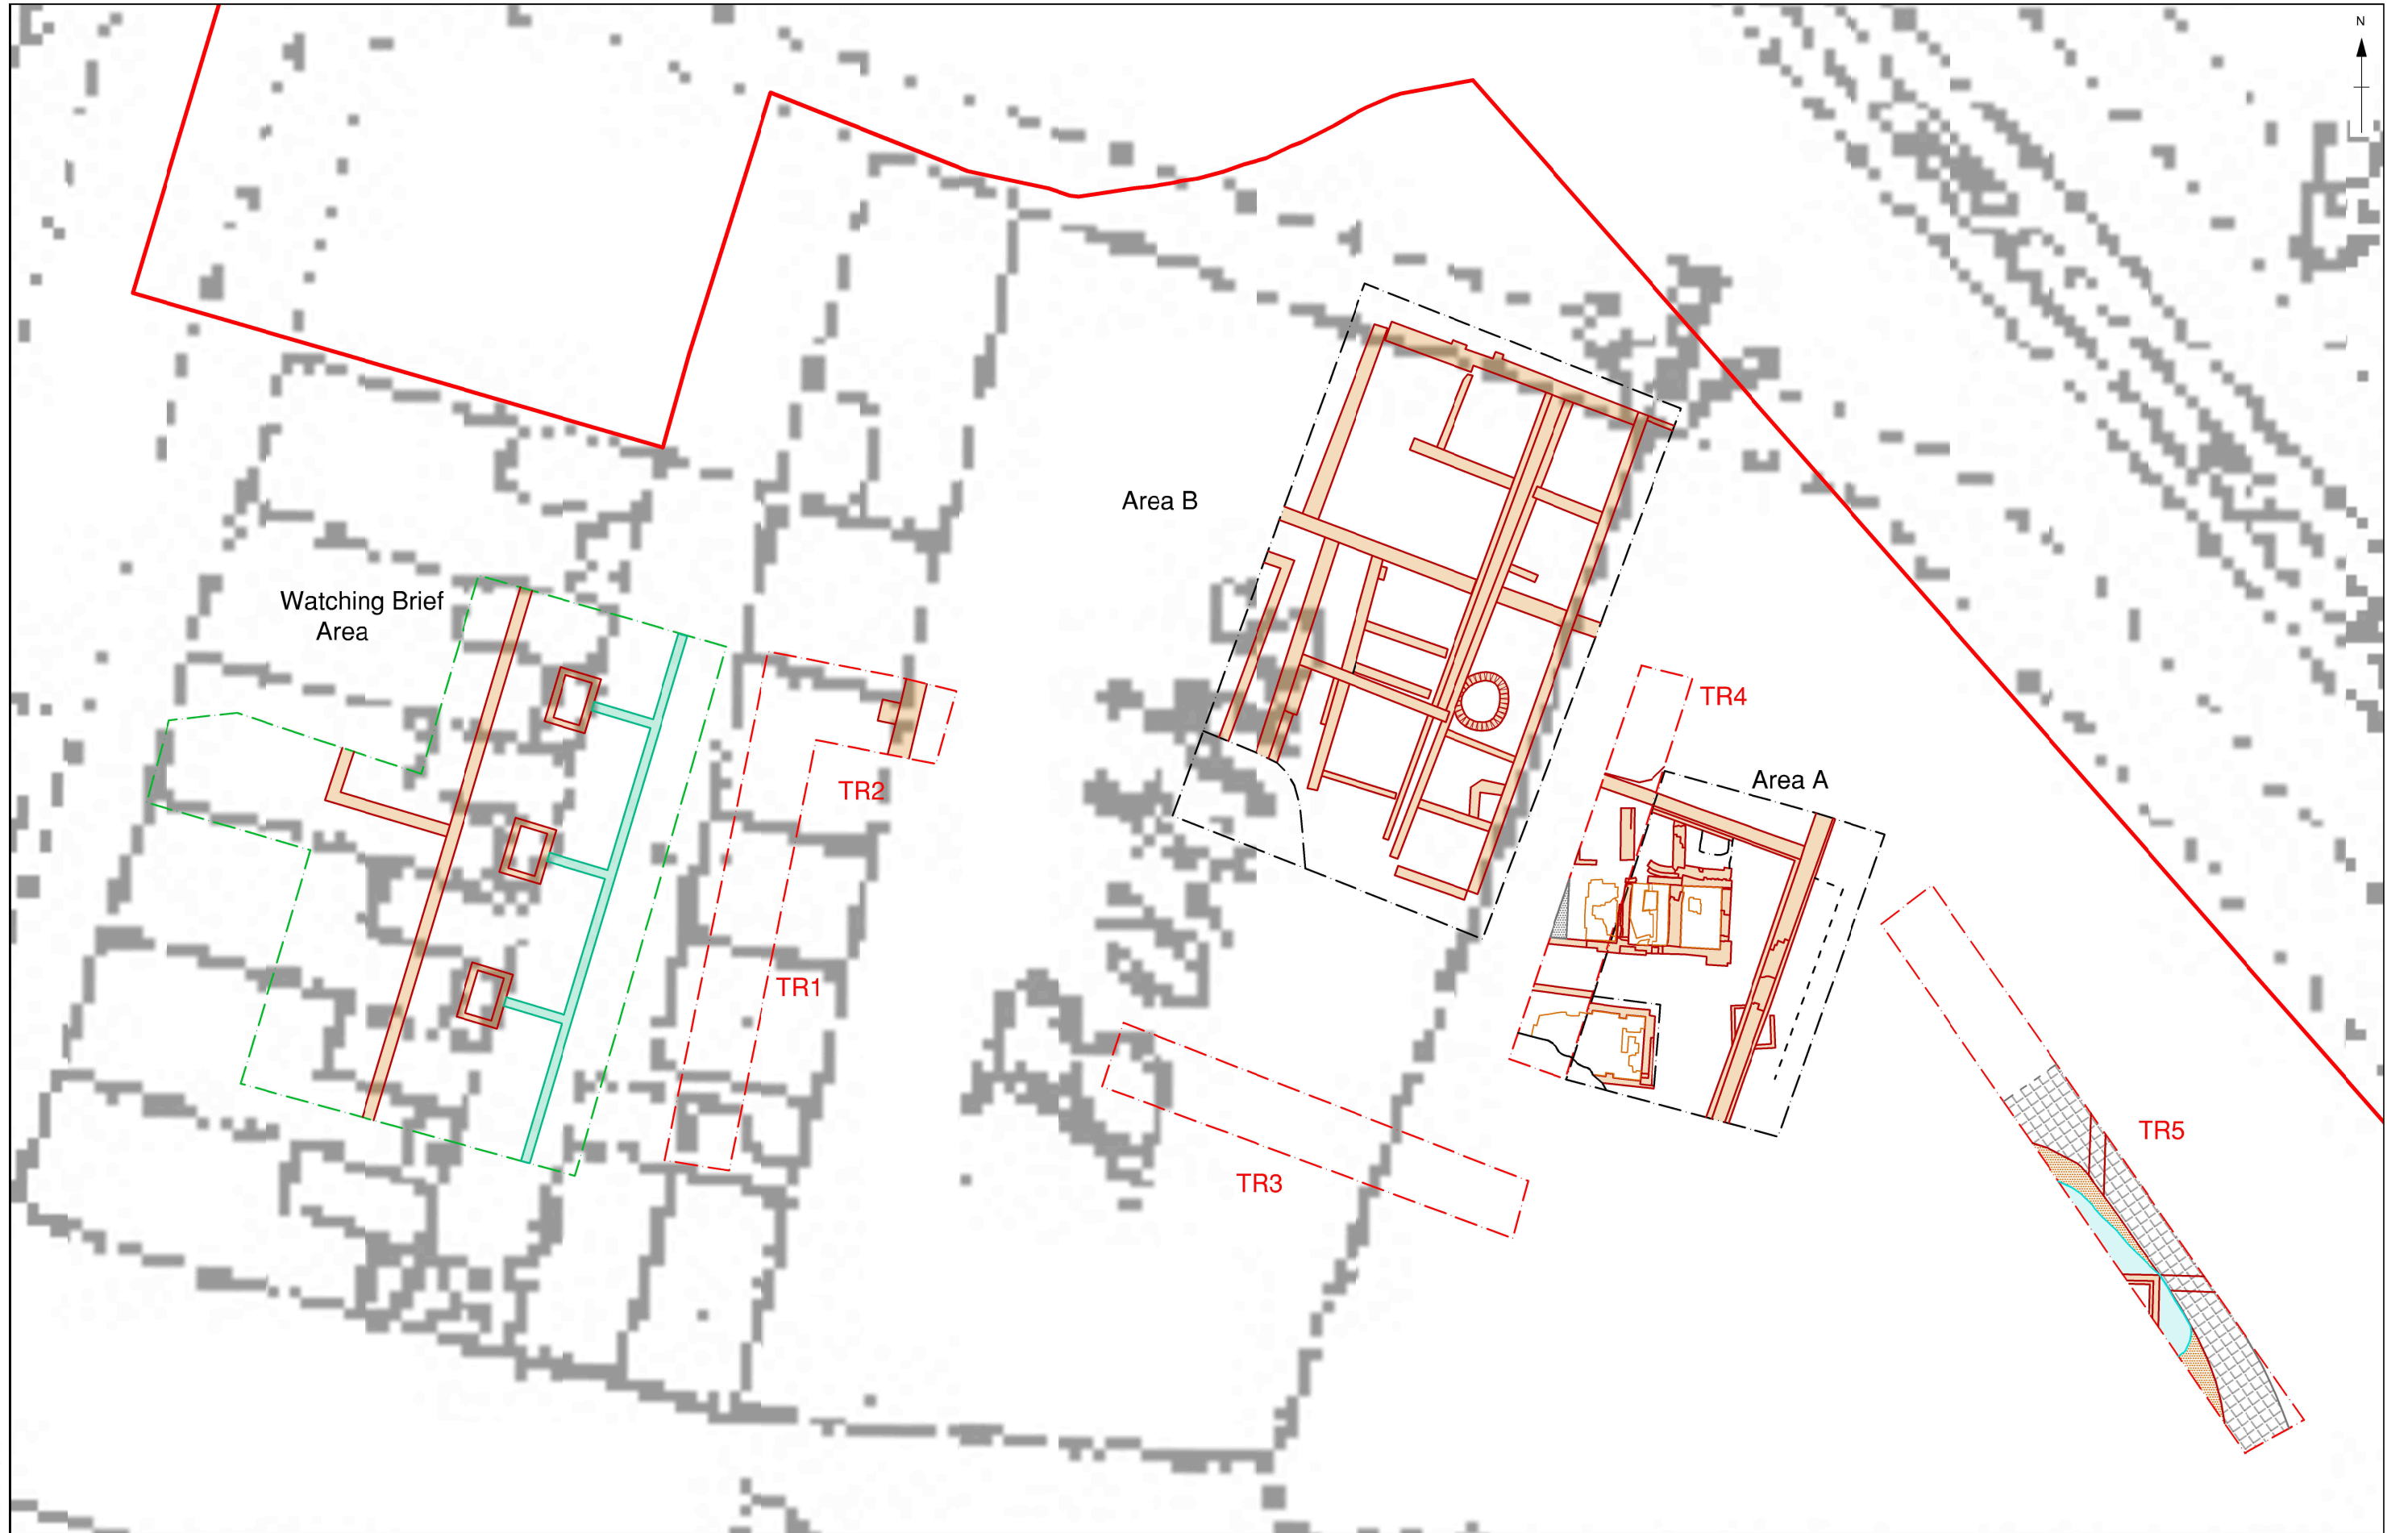 N
Area B
Watching Brief
Area
TR4
Area A
TR2
TR1
TR5
TR3